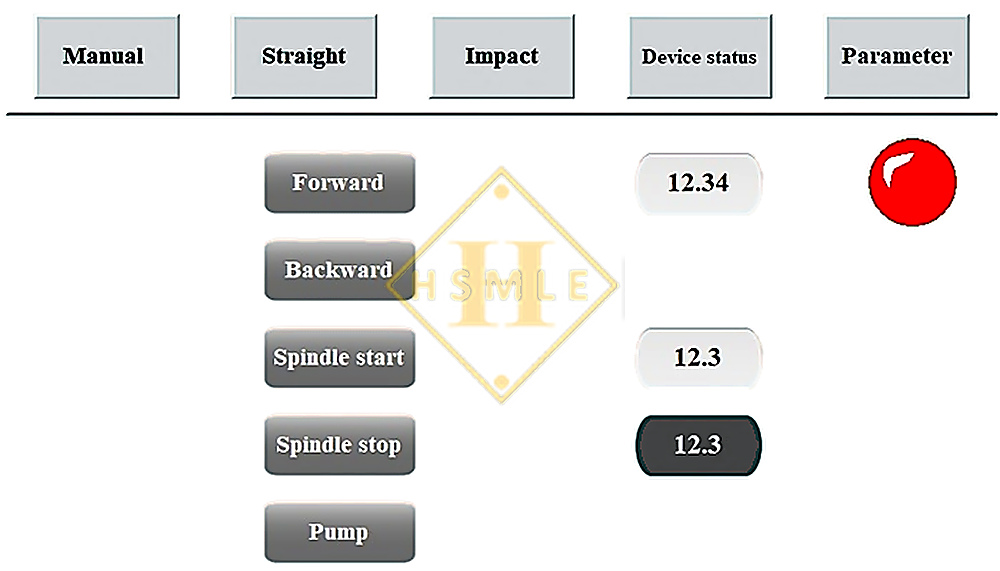 Manual Straight Impact Device status Parameter
Forward 12.34
Backward
HSMLE
Spindle start 12.3
Spindle stop 12.3
Pump